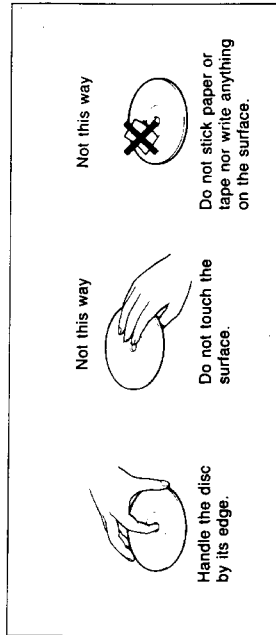 Handle the disc
by its edge.
Not this way
Do not touch the
surface.
Not this way
Do not stick paper or
tape nor write anything
on the surface.